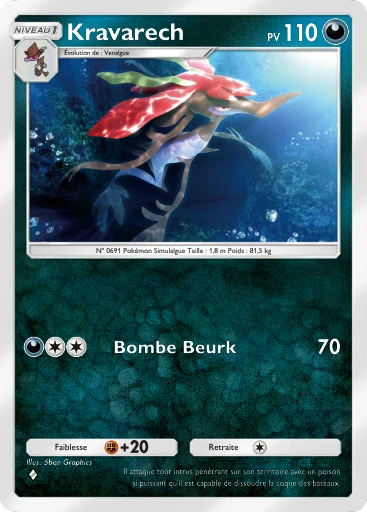 NIVEAU 1
Kravarech
PV 110
Évolution de : Venalgue
N° 0691 Pokémon Simulalgue Taille : 1,8 m Poids : 81,5 kg
Bombe Beurk 70
Faiblesse +20 Retraite
Illus. 5ban Graphics
Il attaque tout intrus pénétrant sur son territoire avec un poison
si puissant qu'il est capable de dissoudre la coque des bateaux.